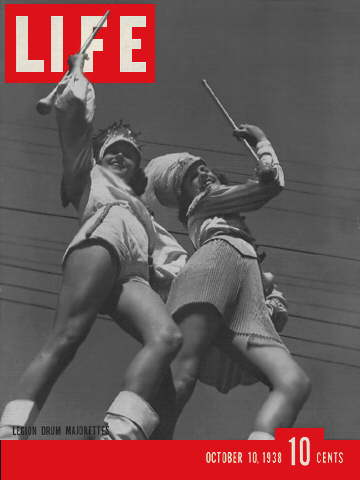 LIFE
LEGION DRUM MAJORETTES
OCTOBER 10, 1938 10 CENTS